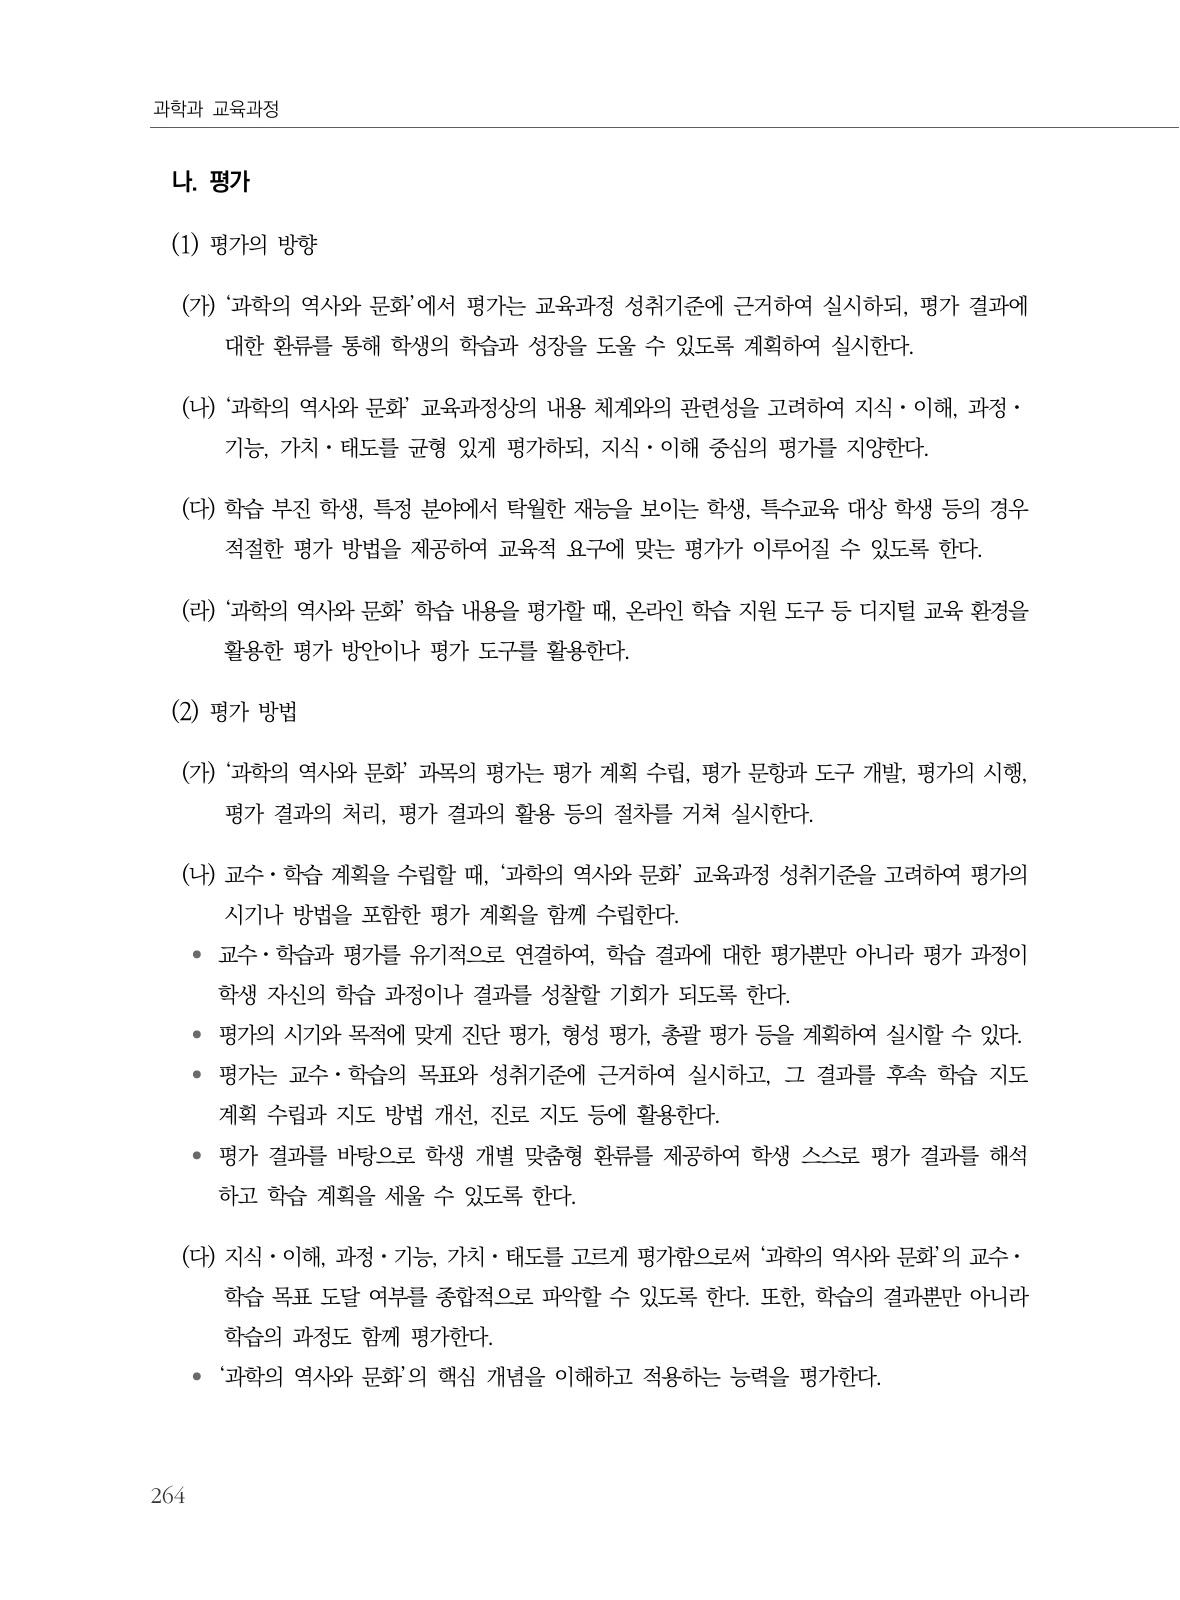 과학과 교육과정
나. 평가
(1) 평가의 방향
(가) ‘과학의 역사와 문화’에서 평가는 교육과정 성취기준에 근거하여 실시하되, 평가 결과에
대한 환류를 통해 학생의 학습과 성장을 도울 수 있도록 계획하여 실시한다.
(나) ‘과학의 역사와 문화’ 교육과정상의 내용 체계와의 관련성을 고려하여 지식·이해, 과정·
기능, 가치·태도를 균형 있게 평가하되, 지식·이해 중심의 평가를 지양한다.
(다) 학습 부진 학생, 특정 분야에서 탁월한 재능을 보이는 학생, 특수교육 대상 학생 등의 경우
적절한 평가 방법을 제공하여 교육적 요구에 맞는 평가가 이루어질 수 있도록 한다.
(라) ‘과학의 역사와 문화’ 학습 내용을 평가할 때, 온라인 학습 지원 도구 등 디지털 교육 환경을
활용한 평가 방안이나 평가 도구를 활용한다.
(2) 평가 방법
(가) ‘과학의 역사와 문화’ 과목의 평가는 평가 계획 수립, 평가 문항과 도구 개발, 평가의 시행,
평가 결과의 처리, 평가 결과의 활용 등의 절차를 거쳐 실시한다.
(나) 교수·학습 계획을 수립할 때, ‘과학의 역사와 문화’ 교육과정 성취기준을 고려하여 평가의
시기나 방법을 포함한 평가 계획을 함께 수립한다.
• 교수·학습과 평가를 유기적으로 연결하여, 학습 결과에 대한 평가뿐만 아니라 평가 과정이
학생 자신의 학습 과정이나 결과를 성찰할 기회가 되도록 한다.
• 평가의 시기와 목적에 맞게 진단 평가, 형성 평가, 총괄 평가 등을 계획하여 실시할 수 있다.
• 평가는 교수·학습의 목표와 성취기준에 근거하여 실시하고, 그 결과를 후속 학습 지도
계획 수립과 지도 방법 개선, 진로 지도 등에 활용한다.
• 평가 결과를 바탕으로 학생 개별 맞춤형 환류를 제공하여 학생 스스로 평가 결과를 해석
하고 학습 계획을 세울 수 있도록 한다.
(다) 지식·이해, 과정·기능, 가치·태도를 고르게 평가함으로써 ‘과학의 역사와 문화’의 교수·
학습 목표 도달 여부를 종합적으로 파악할 수 있도록 한다. 또한, 학습의 결과뿐만 아니라
학습의 과정도 함께 평가한다.
• ‘과학의 역사와 문화’의 핵심 개념을 이해하고 적용하는 능력을 평가한다.
264